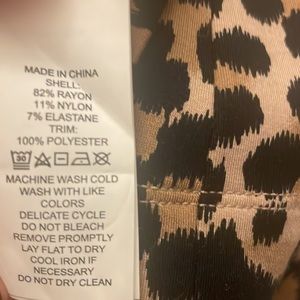 MADE IN CHINA
SHELL:
82% RAYON
11% NYLON
7% ELASTANE
TRIM:
100% POLYESTER
30
MACHINE WASH COLD
WASH WITH LIKE
COLORS
DELICATE CYCLE
DO NOT BLEACH
REMOVE PROMPTLY
LAY FLAT TO DRY
COOL IRON IF
NECESSARY
DO NOT DRY CLEAN